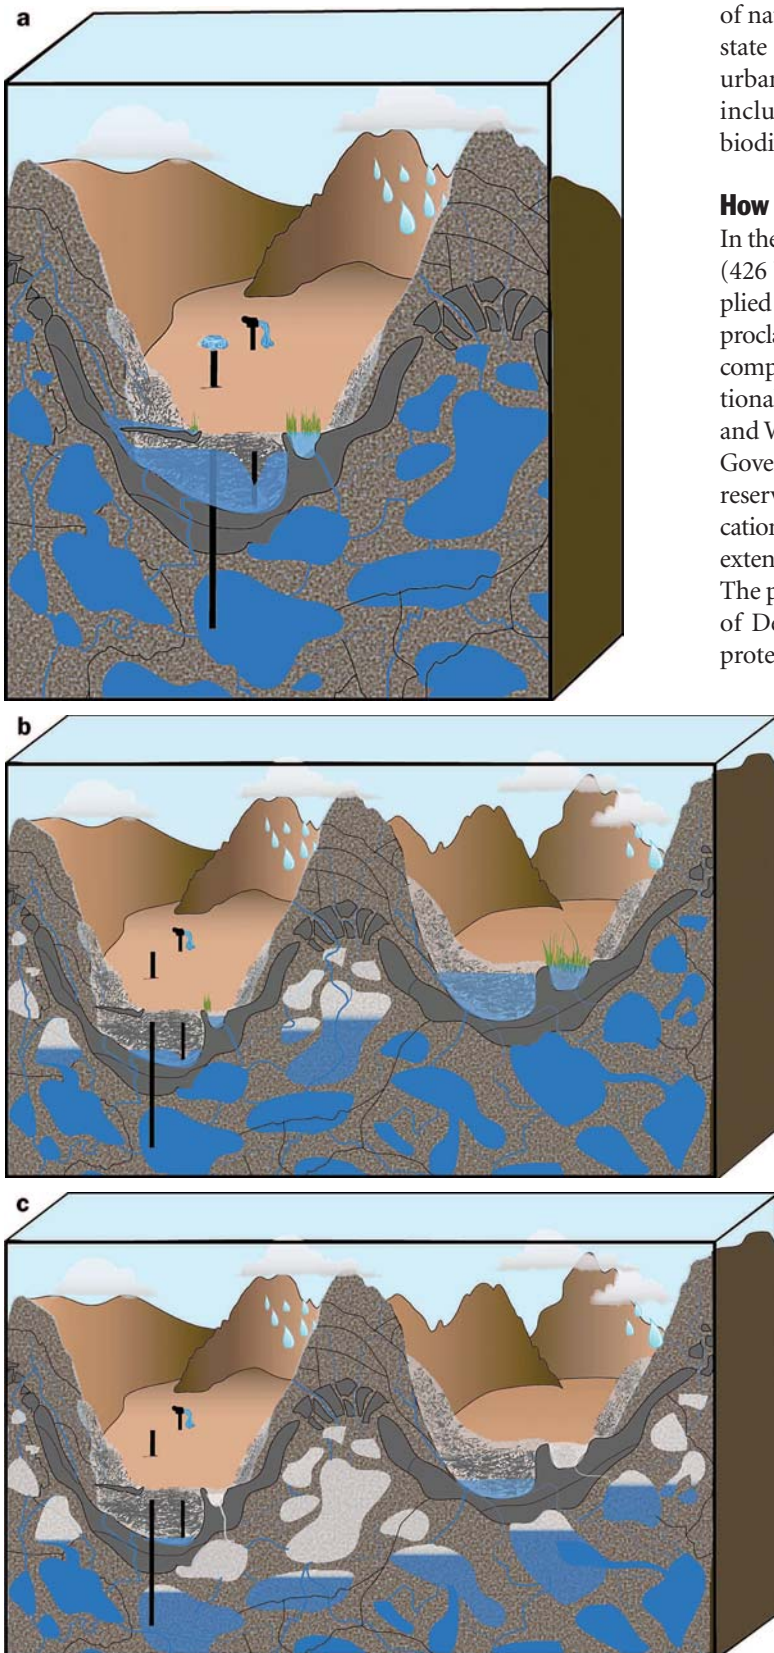 a
of na
state
urban
inclu
biodi
How
In the
(426
plied
procla
comp
tiona
and W
Gove
reserv
cation
exten
The p
of De
prote
b
c